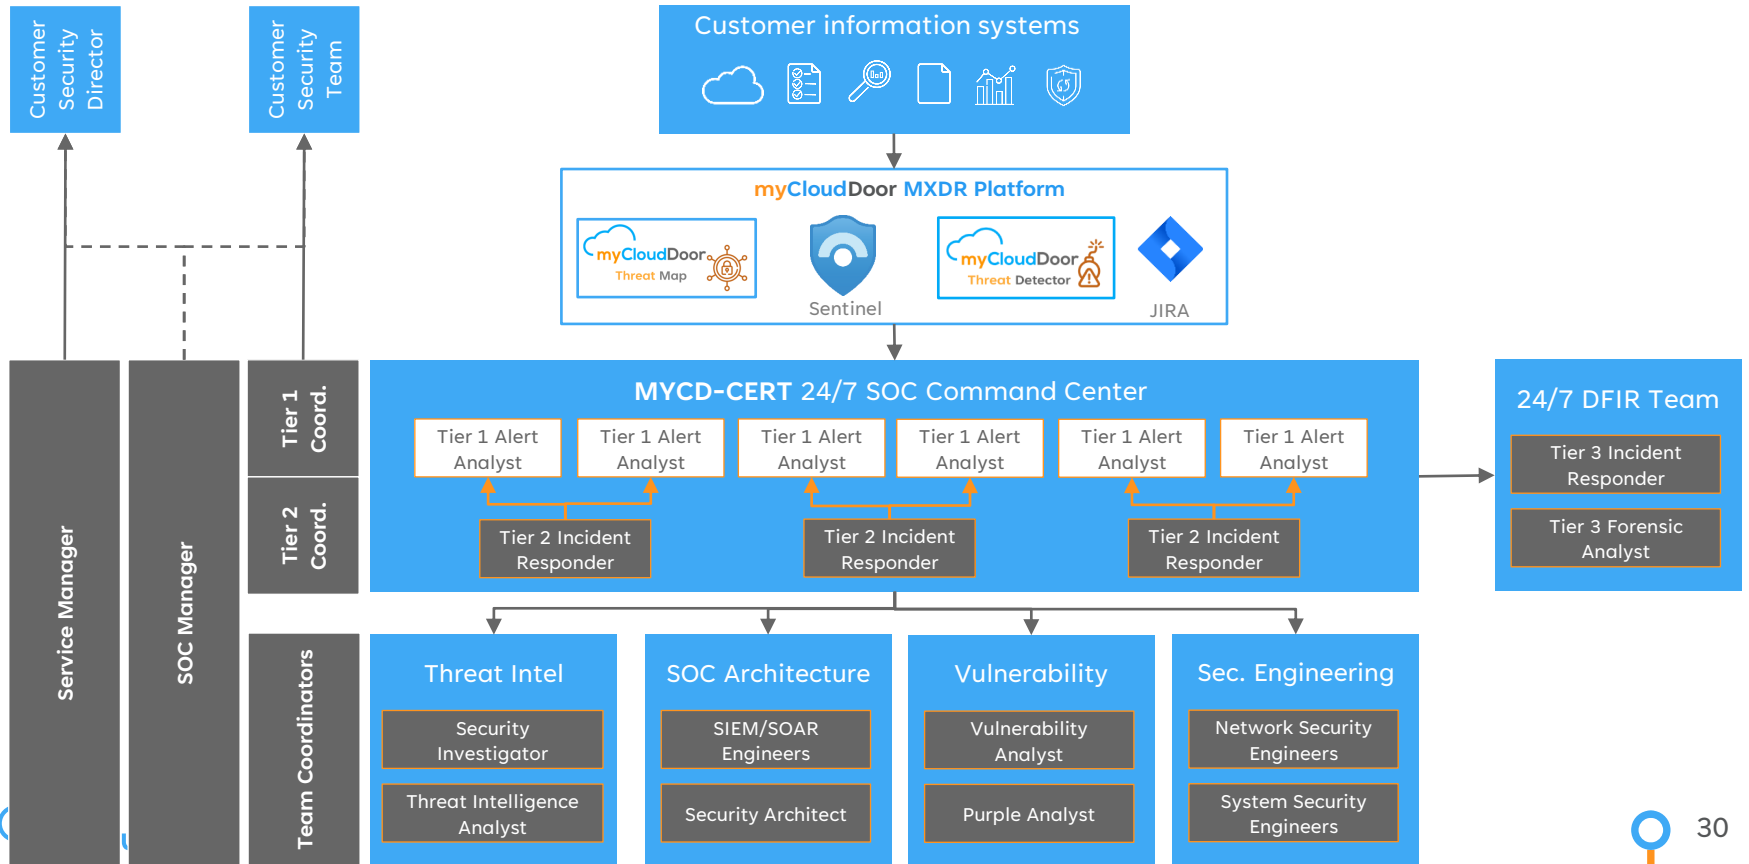 Customer
Security
Director
Customer
Security
Team
Customer information systems
myCloudDoor MXDR Platform
myCloudDoor
Threat Map
Sentinel
myCloudDoor
Threat Detector
JIRA
Service Manager
SOC Manager
Tier 1
Coord.
Tier 2
Coord.
Team Coordinators
MYCD-CERT 24/7 SOC Command Center
Tier 1 Alert
Analyst
Tier 1 Alert
Analyst
Tier 1 Alert
Analyst
Tier 1 Alert
Analyst
Tier 1 Alert
Analyst
Tier 1 Alert
Analyst
Tier 2 Incident
Responder
Tier 2 Incident
Responder
Tier 2 Incident
Responder
24/7 DFIR Team
Tier 3 Incident
Responder
Tier 3 Forensic
Analyst
Threat Intel
Security
Investigator
Threat Intelligence
Analyst
SOC Architecture
SIEM/SOAR
Engineers
Security Architect
Vulnerability
Vulnerability
Analyst
Purple Analyst
Sec. Engineering
Network Security
Engineers
System Security
Engineers
30